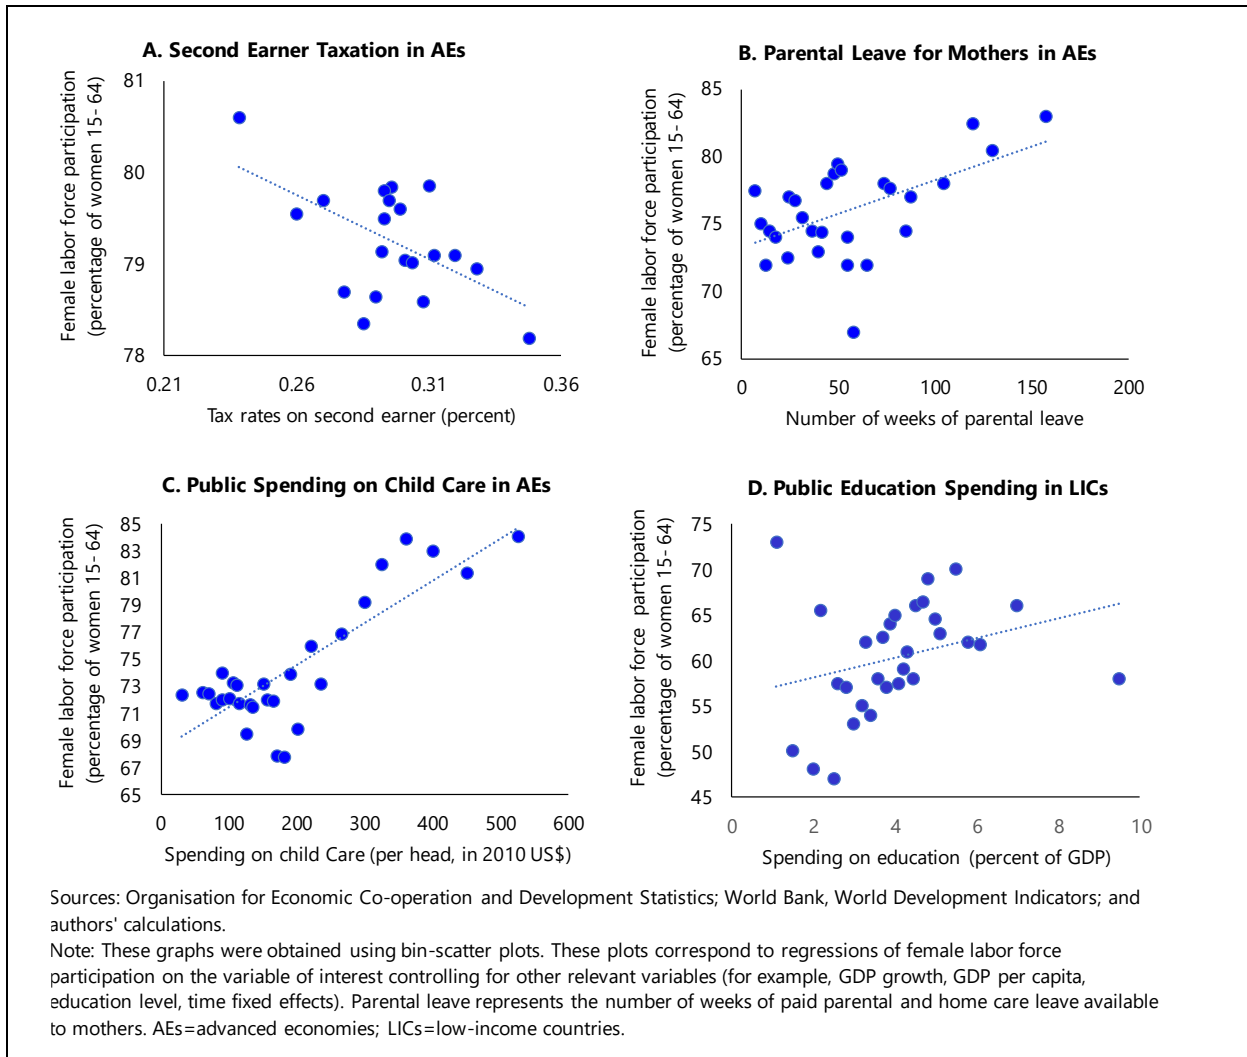 A. Second Earner Taxation in AEs
Female labor force participation
(percentage of women 15- 64)
81
80
79
78
0.21
0.26
0.31
0.36
Tax rates on second earner (percent)
B. Parental Leave for Mothers in AEs
Female labor force participation
(percentage of women 15- 64)
85
80
75
70
65
0
50
100
150
200
Number of weeks of parental leave
C. Public Spending on Child Care in AEs
Female labor force participation
(percentage of women 15- 64)
85
83
81
79
77
75
73
71
69
67
65
0
100
200
300
400
500
600
Spending on child Care (per head, in 2010 US$)
D. Public Education Spending in LICs
Female labor force participation
(percentage of women 15- 64)
75
70
65
60
55
50
45
0
2
4
6
8
10
Spending on education (percent of GDP)
Sources: Organisation for Economic Co-operation and Development Statistics; World Bank, World Development Indicators; and
authors' calculations.
Note: These graphs were obtained using bin-scatter plots. These plots correspond to regressions of female labor force
participation on the variable of interest controlling for other relevant variables (for example, GDP growth, GDP per capita,
education level, time fixed effects). Parental leave represents the number of weeks of paid parental and home care leave available
to mothers. AEs=advanced economies; LICs=low-income countries.